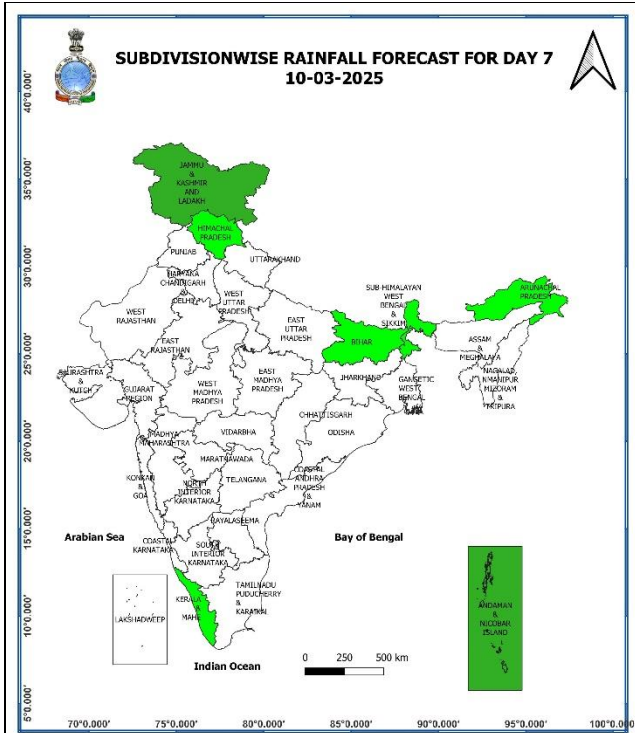 SUBDIVISIONWISE RAINFALL FORECAST FOR DAY 7
10-03-2025
40°0.000'
35°0.000'
30°0.000'
25°0.000'
20°0.000'
15°0.000'
10°0.000'
5°0.000'
JAMMU
&
KASHMIR
AND
LADAKH
HIMACHAL
PRADESH
PUNJAB
UTTARAKHAND
HARYANA
CHANDIGARH
&
DELHI
WEST
UTTAR
PRADESH
WEST
RAJASTHAN
EAST
RAJASTHAN
EAST
UTTAR
PRADESH
SUB-HIMALAYAN
WEST
BENGAL
&
SIKKIM
ARUNACHAL
PRADESH
BIHAR
ASSAM
&
MEGHALAYA
NAGALAD
NMANIPUR
MIZORAM
&
TRIPURA
SAURASHTRA
&
KUTCH
GUJARAT
REGION
WEST
MADHYA
PRADESH
EAST
MADHYA
PRADESH
JHARKHAND
GANGETIC
WEST
BENGAL
CHHATTISGARH
ODISHA
MADHYA
MAHARASHTRA
VIDARBHA
MARATHWADA
KONKAN
&
GOA
NORTH
INTERIOR
KARNATAKA
TELANGANA
COASTAL
ANDHRA
PRADESH
&
YANAM
RAYALASEEMA
Arabian Sea
COASTAL
KARNATAKA
SOUTH
INTERIOR
KARNATAKA
Bay of Bengal
LAKSHADWEEP
KERALA
&
MAHE
TAMILNADU
PUDUCHERRY
&
KARAIKAL
ANDAMAN
&
NICOBAR
ISLAND
Indian Ocean
0 250 500 km
70°0.000' 75°0.000' 80°0.000' 85°0.000' 90°0.000' 95°0.000' 100°0.000'